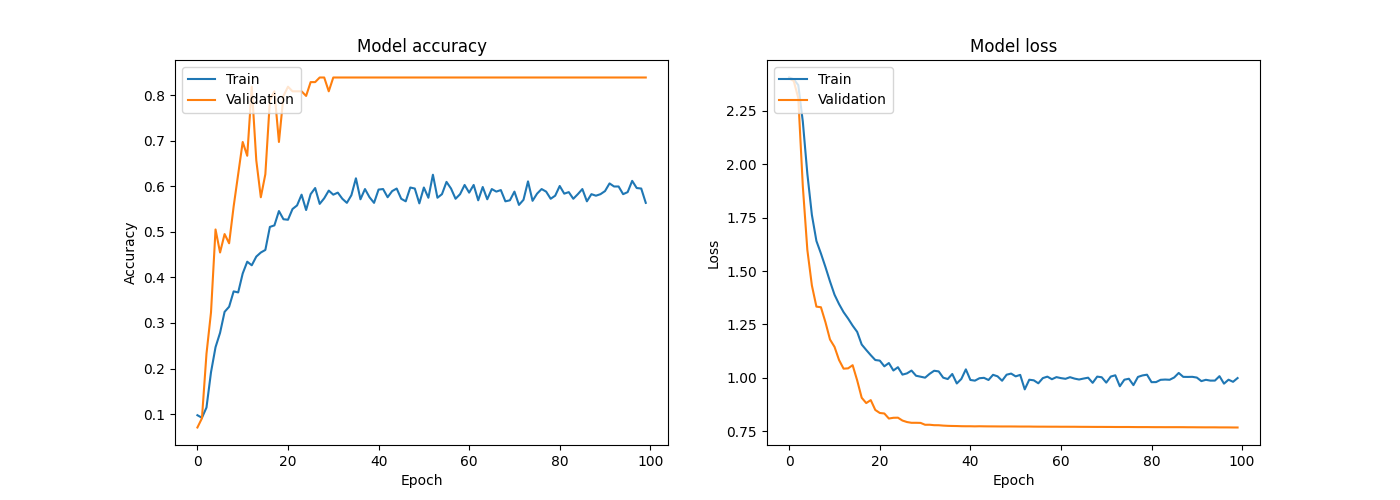 Model accuracy
Train
Validation
0.8
0.7
0.6
0.5
0.4
0.3
0.2
0.1
Accuracy
0 20 40 60 80 100
Epoch
Model loss
Train
Validation
2.25
2.00
1.75
1.50
1.25
1.00
0.75
Loss
0 20 40 60 80 100
Epoch